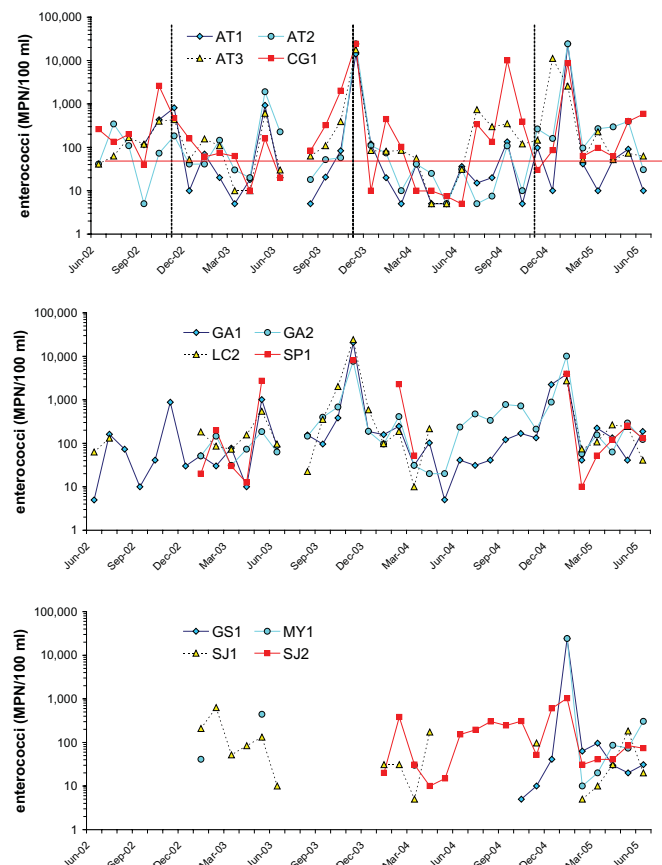 100,000
AT1 AT2
AT3 CG1
10,000
1,000
100
10
1
enterococci (MPN/100 ml)
Jun-02 Sep-02 Dec-02 Mar-03 Jun-03 Sep-03 Dec-03 Mar-04 Jun-04 Sep-04 Dec-04 Mar-05 Jun-05
100,000
GA1 GA2
LC2 SP1
10,000
1,000
100
10
1
enterococci (MPN/100 ml)
Jun-02 Sep-02 Dec-02 Mar-03 Jun-03 Sep-03 Dec-03 Mar-04 Jun-04 Sep-04 Dec-04 Mar-05 Jun-05
100,000
GS1 MY1
SJ1 SJ2
10,000
1,000
100
10
1
enterococci (MPN/100 ml)
Jun-02 Sep-02 Dec-02 Mar-03 Jun-03 Sep-03 Dec-03 Mar-04 Jun-04 Sep-04 Dec-04 Mar-05 Jun-05